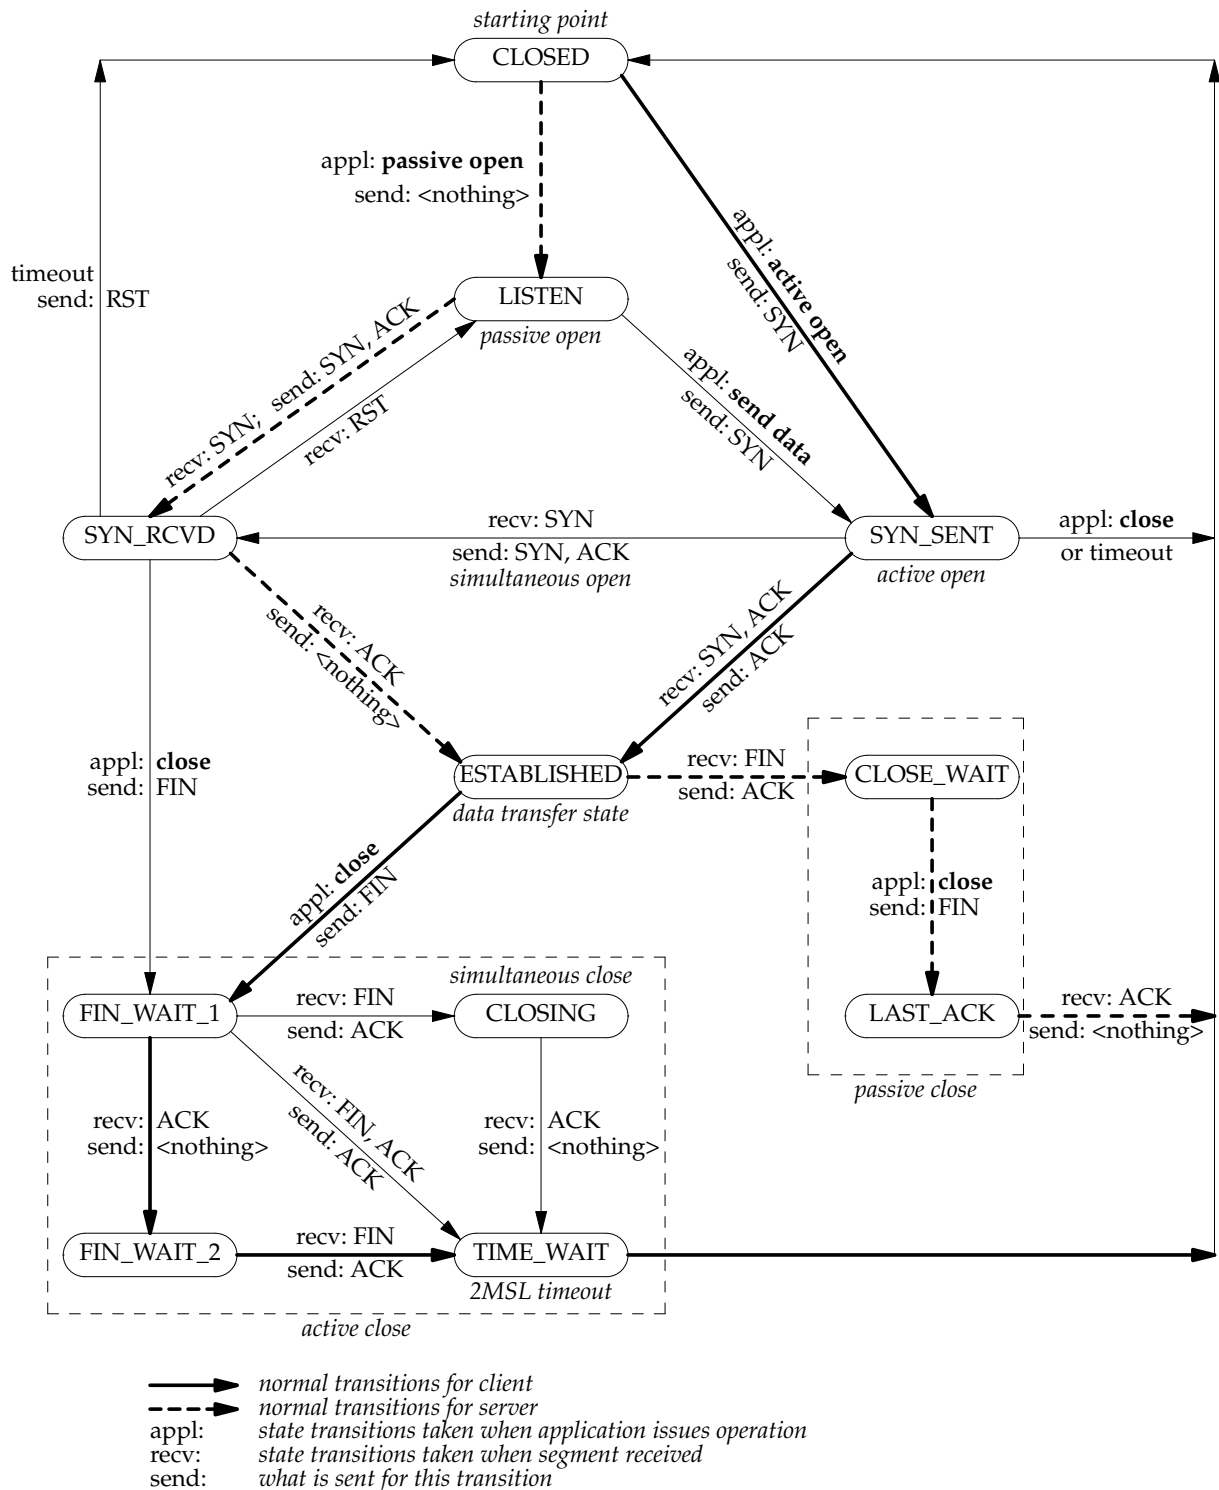 starting point
CLOSED
appl: passive open
send: <nothing>
appl: active open
send: SYN
timeout
send: RST
LISTEN
passive open
recv: SYN; send: SYN, ACK
recv: RST
appl: send data
send: SYN
SYN_RCVD
recv: SYN
send: SYN, ACK
simultaneous open
SYN_SENT
active open
appl: close
or timeout
recv: ACK
send: <nothing>
recv: SYN, ACK
send: ACK
appl: close
send: FIN
ESTABLISHED
data transfer state
recv: FIN
send: ACK
CLOSE_WAIT
appl: close
send: FIN
appl: close
send: FIN
simultaneous close
FIN_WAIT_1
recv: FIN
send: ACK
CLOSING
LAST_ACK
recv: ACK
send: <nothing>
passive close
recv: ACK
send: <nothing>
recv: FIN, ACK
send: ACK
recv: ACK
send: <nothing>
FIN_WAIT_2
recv: FIN
send: ACK
TIME_WAIT
2MSL timeout
active close
normal transitions for client
normal transitions for server
appl: state transitions taken when application issues operation
recv: state transitions taken when segment received
send: what is sent for this transition